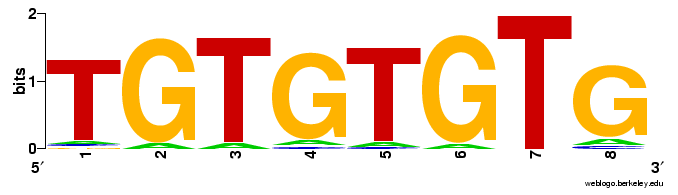 2
bits
1
0
TGTGTGTG
5′ 1 2 3 4 5 6 7 8 3′
weblogo.berkeley.edu